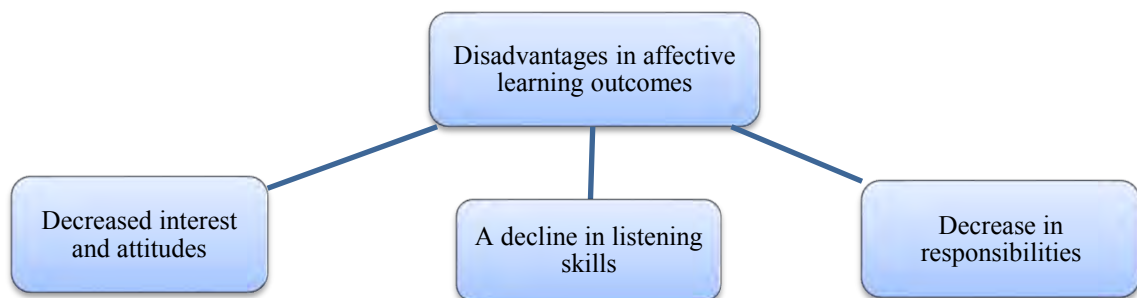 Disadvantages in affective
learning outcomes
Decreased interest
and attitudes
A decline in listening
skills
Decrease in
responsibilities